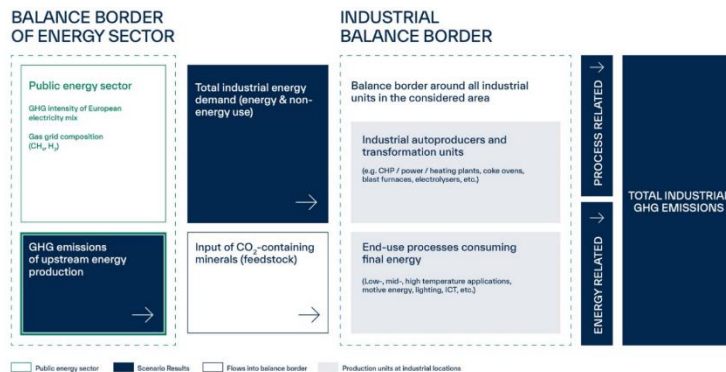 BALANCE BORDER
OF ENERGY SECTOR
INDUSTRIAL
BALANCE BORDER
Public energy sector
GHG intensity of European
electricity mix
Gas grid composition
(CH₄, H₂)
Total industrial energy
demand (energy & non-
energy use)
Balance border around all industrial
units in the considered area
Industrial autoproducers and
transformation units
(e.g. CHP / power / heating plants, coke ovens,
blast furnaces, electrolysers, etc.)
PROCESS RELATED
TOTAL INDUSTRIAL
GHG EMISSIONS
GHG emissions
of upstream energy
production
Input of CO₂-containing
minerals (feedstock)
End-use processes consuming
final energy
(Low-, mid-, high temperature applications,
motive energy, lighting, ICT, etc.)
ENERGY RELATED
Public energy sector
Scenario Results
Flows into balance border
Production units at industrial locations